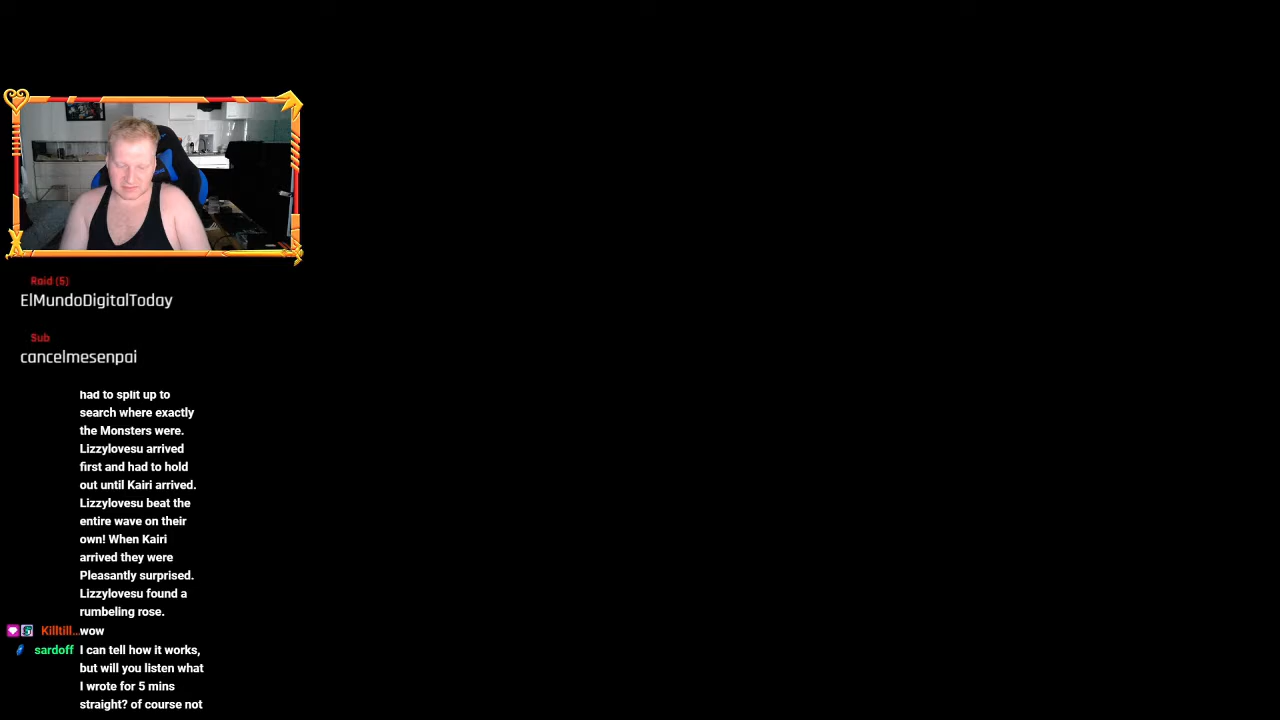 Raid (5)
ElMundoDigitalToday
Sub
cancelmesenpai
had to split up to
search where exactly
the Monsters were.
Lizzylovesu arrived
first and had to hold
out until Kairi arrived.
Lizzylovesu beat the
entire wave on their
own! When Kairi
arrived they were
Pleasantly surprised.
Lizzylovesu found a
rumbeling rose.
Killtill... wow
sardoff I can tell how it works,
but will you listen what
I wrote for 5 mins
straight? of course not